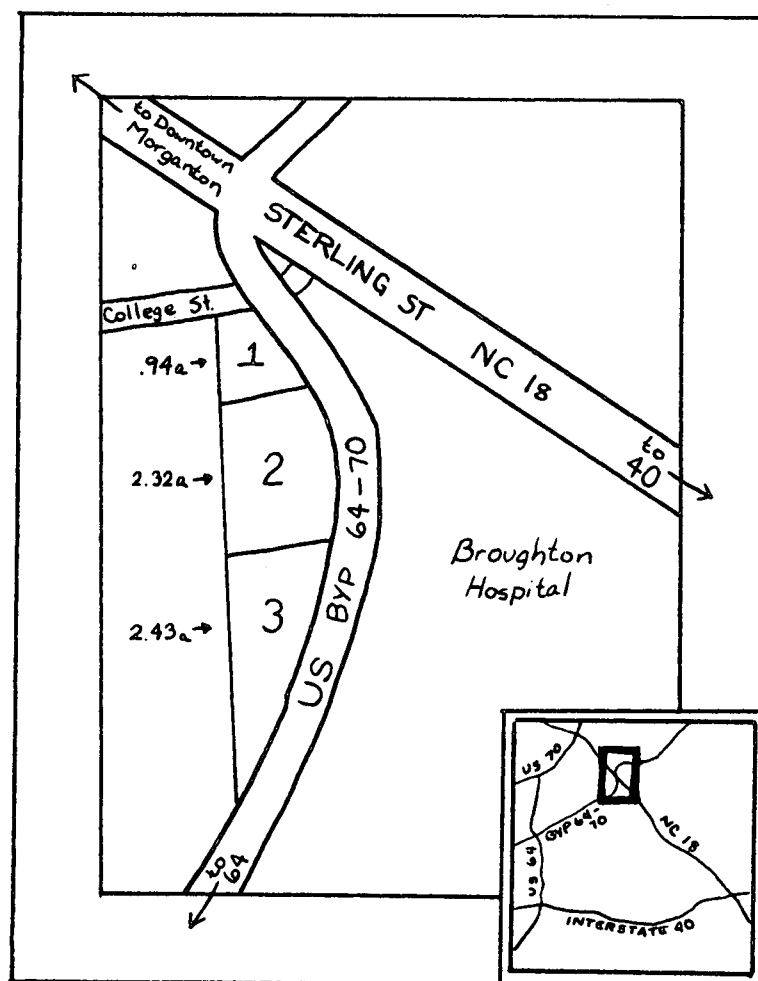 to Downtown
Morganton
STERLING ST NC 18
College St.
.94a
1
to
40
2.32a
2
US BYP 64-70
Broughton
Hospital
2.43a
3
to
64
US 70
BYP 64-
70
NC 18
US 64
INTERSTATE 40